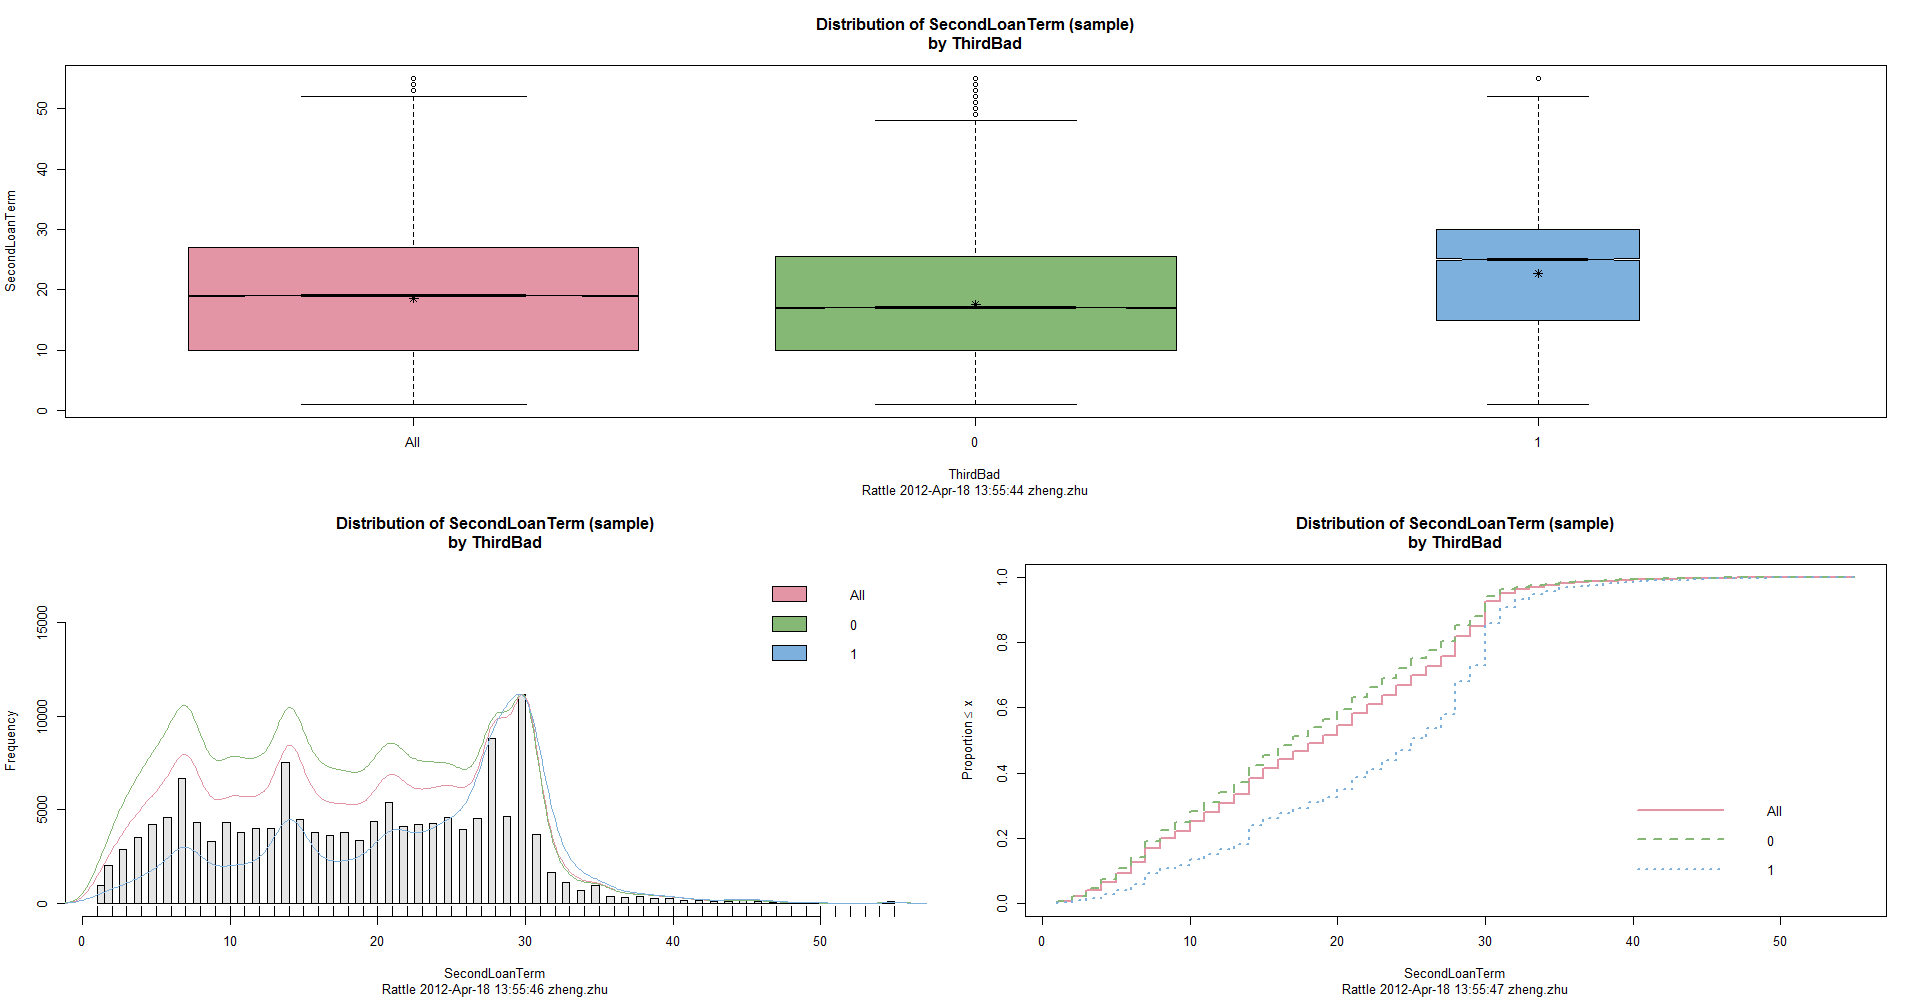 Distribution of SecondLoanTerm (sample)
by ThirdBad
SecondLoanTerm
0
10
20
30
40
50
All
0
1
ThirdBad
Rattle 2012-Apr-18 13:55:44 zheng.zhu
Distribution of SecondLoanTerm (sample)
by ThirdBad
All
0
1
Frequency
0
5000
10000
15000
0
10
20
30
40
50
SecondLoanTerm
Rattle 2012-Apr-18 13:55:46 zheng.zhu
Distribution of SecondLoanTerm (sample)
by ThirdBad
Proportion ≤ x
0.0
0.2
0.4
0.6
0.8
1.0
All
0
1
0
10
20
30
40
50
SecondLoanTerm
Rattle 2012-Apr-18 13:55:47 zheng.zhu